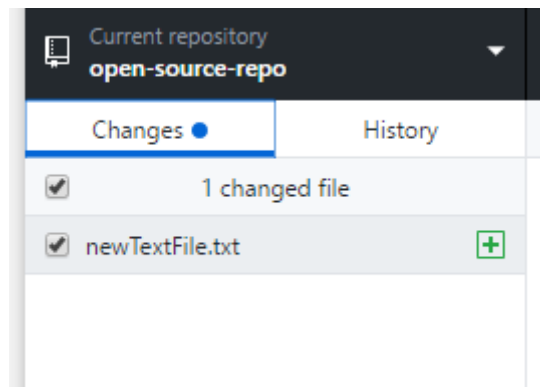 Current repository
open-source-repo
Changes
History
1 changed file
newTextFile.txt